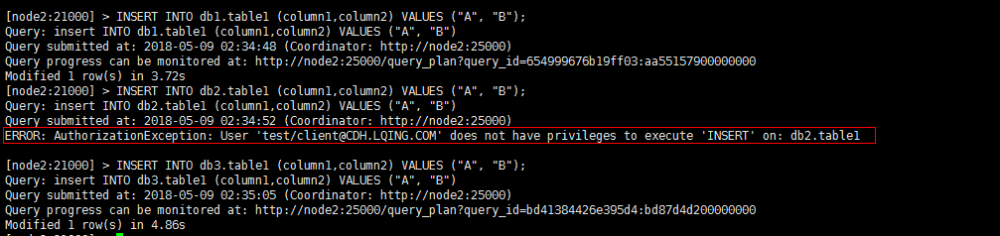 [node2:21000] > INSERT INTO db1.table1 (column1,column2) VALUES ("A", "B");
Query: insert INTO db1.table1 (column1,column2) VALUES ("A", "B")
Query submitted at: 2018-05-09 02:34:48 (Coordinator: http://node2:25000)
Query progress can be monitored at: http://node2:25000/query_plan?query_id=654999676b19ff03:aa55157900000000
Modified 1 row(s) in 3.72s
[node2:21000] > INSERT INTO db2.table1 (column1,column2) VALUES ("A", "B");
Query: insert INTO db2.table1 (column1,column2) VALUES ("A", "B")
Query submitted at: 2018-05-09 02:34:52 (Coordinator: http://node2:25000)
ERROR: AuthorizationException: User 'test/client@CDH.LQING.COM' does not have privileges to execute 'INSERT' on: db2.table1
[node2:21000] > INSERT INTO db3.table1 (column1,column2) VALUES ("A", "B");
Query: insert INTO db3.table1 (column1,column2) VALUES ("A", "B")
Query submitted at: 2018-05-09 02:35:05 (Coordinator: http://node2:25000)
Query progress can be monitored at: http://node2:25000/query_plan?query_id=bd41384426e395d4:bd87d4d200000000
Modified 1 row(s) in 4.86s